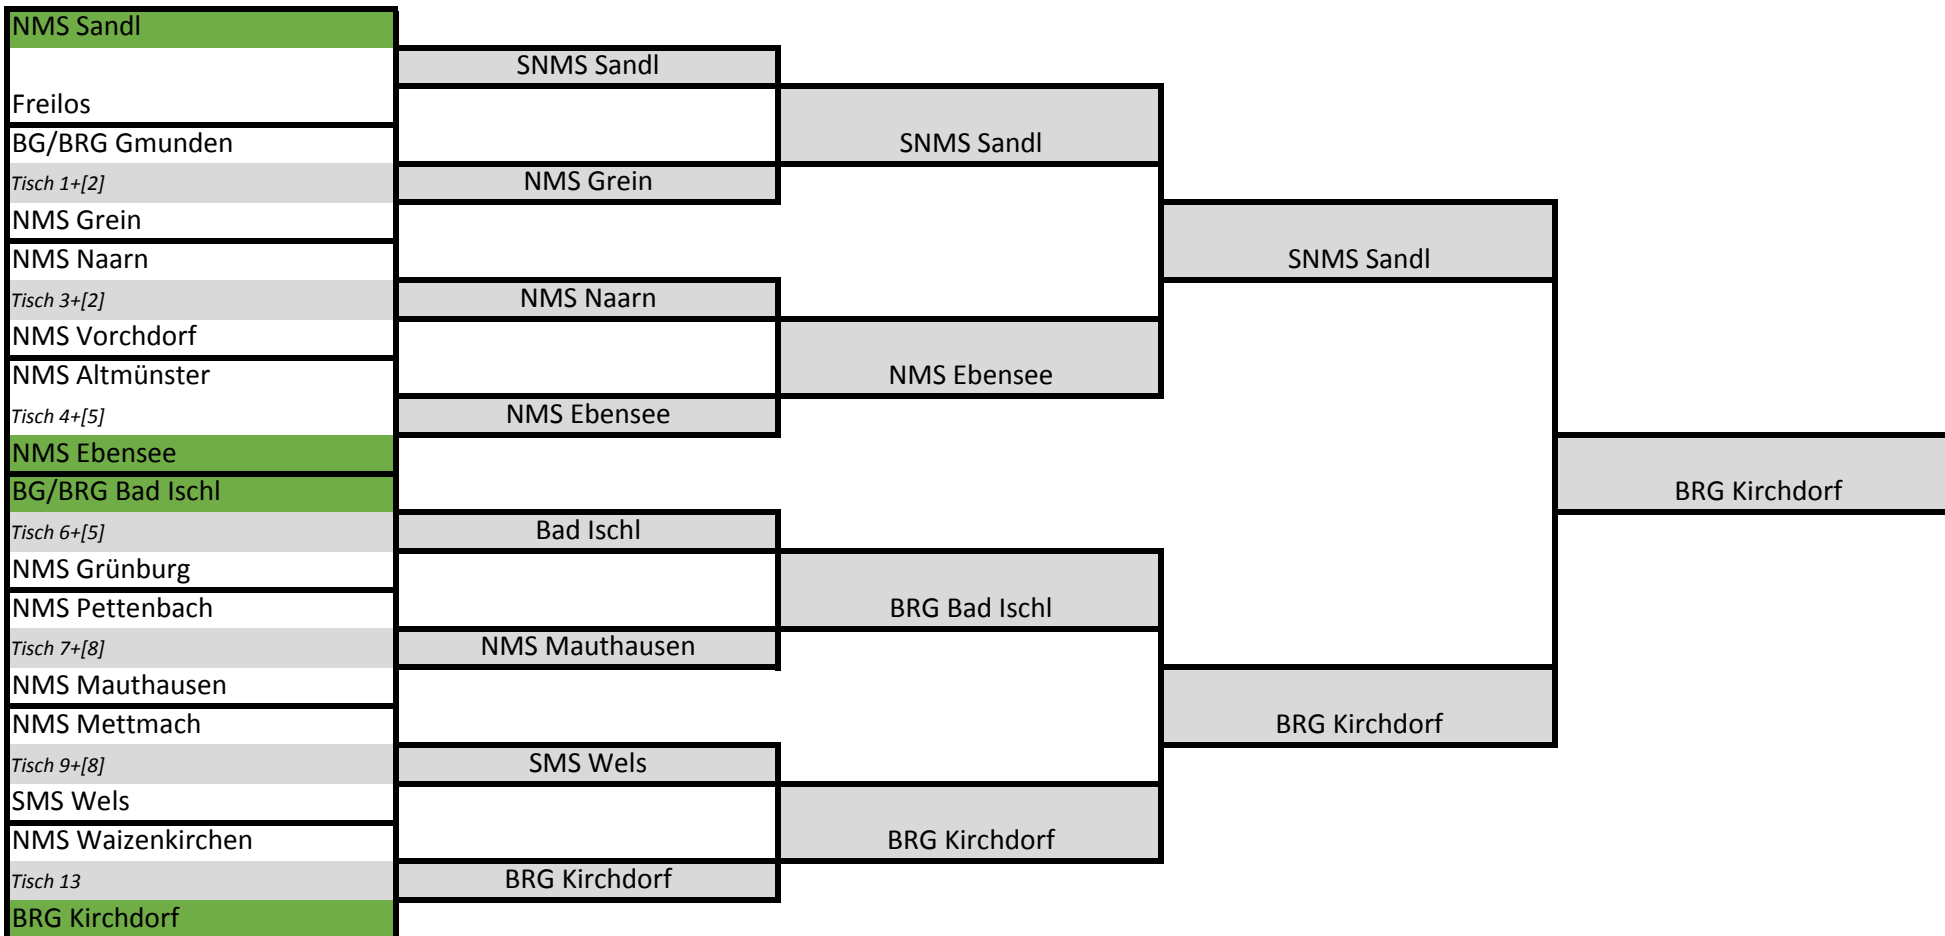 NMS Sandl
Freilos
BG/BRG Gmunden
Tisch 1+[2]
NMS Grein
NMS Naarn
Tisch 3+[2]
NMS Vorchdorf
NMS Altmünster
Tisch 4+[5]
NMS Ebensee
BG/BRG Bad Ischl
Tisch 6+[5]
NMS Grünburg
NMS Pettenbach
Tisch 7+[8]
NMS Mauthausen
NMS Mettmach
Tisch 9+[8]
SMS Wels
NMS Waizenkirchen
Tisch 13
BRG Kirchdorf
SNMS Sandl
NMS Grein
NMS Naarn
NMS Ebensee
Bad Ischl
NMS Mauthausen
SMS Wels
BRG Kirchdorf
SNMS Sandl
NMS Ebensee
BRG Bad Ischl
BRG Kirchdorf
SNMS Sandl
BRG Kirchdorf
BRG Kirchdorf